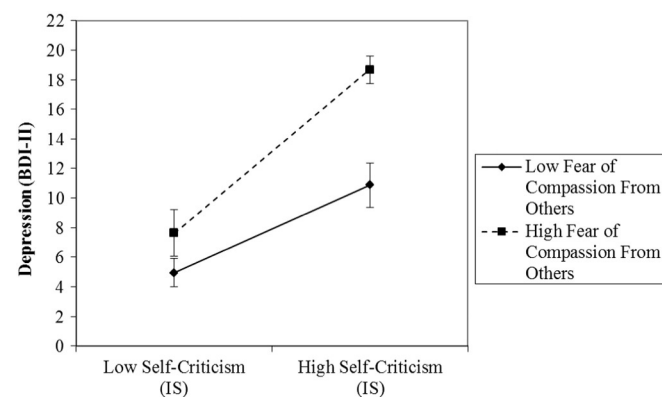 22
20
18
16
14
12
10
8
6
4
2
0
Depression (BDI-II)
Low Self-Criticism
(IS)
High Self-Criticism
(IS)
Low Fear of
Compassion From
Others
High Fear of
Compassion From
Others